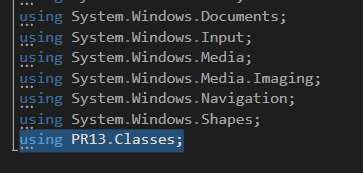 using System.Windows.Documents;
using System.Windows.Input;
using System.Windows.Media;
using System.Windows.Media.Imaging;
using System.Windows.Navigation;
using System.Windows.Shapes;
using PR13.Classes;